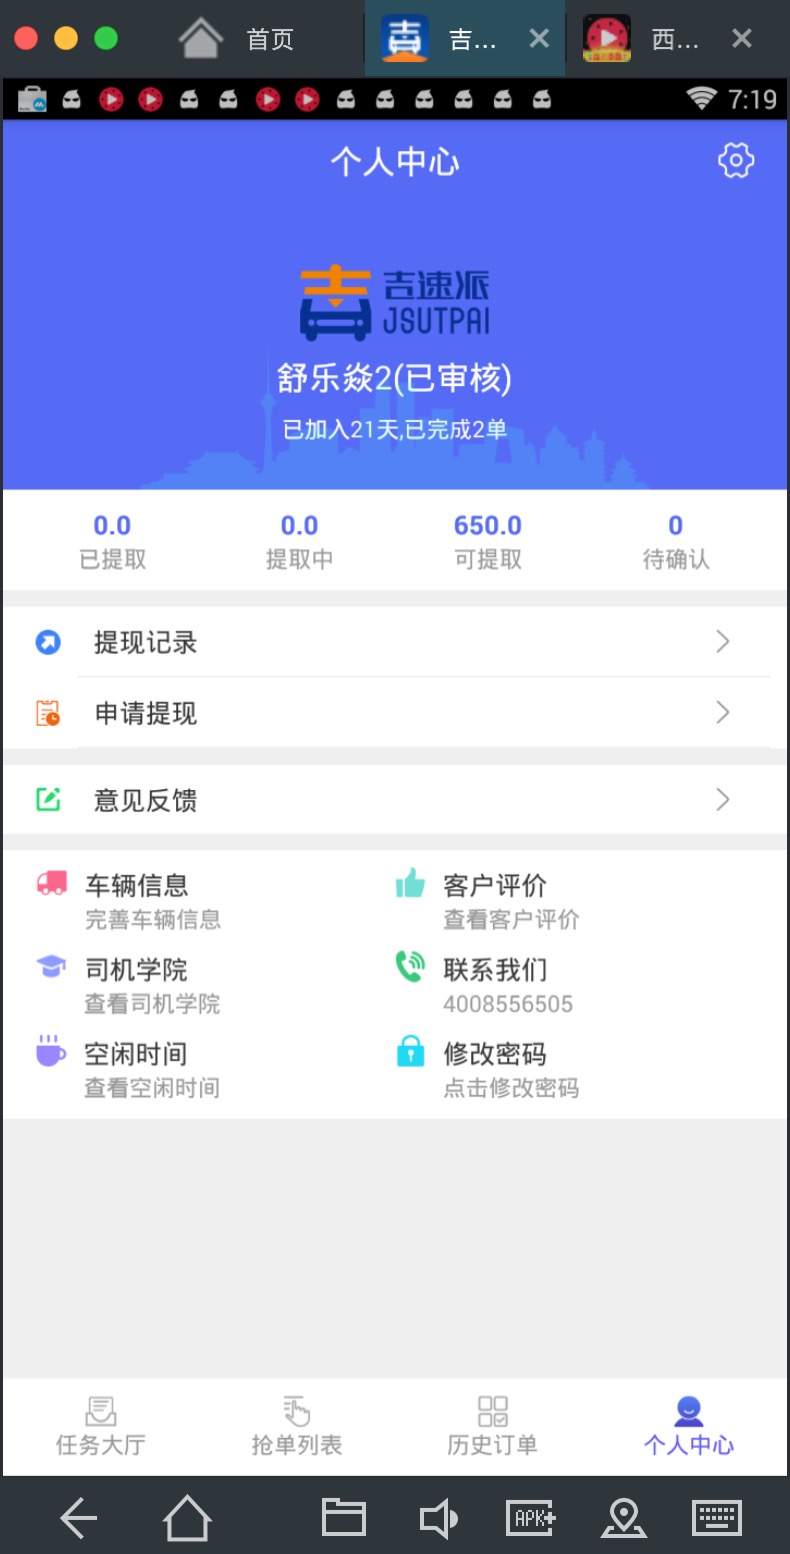 首页
吉...
西...
7:19
个人中心
吉速派
JSUTPAI
舒乐焱2(已审核)
已加入21天,已完成2单
0.0
0.0
650.0
0
已提取
提取中
可提取
待确认
提现记录
申请提现
意见反馈
车辆信息
客户评价
完善车辆信息
查看客户评价
司机学院
联系我们
查看司机学院
4008556505
空闲时间
修改密码
查看空闲时间
点击修改密码
任务大厅
抢单列表
历史订单
个人中心
APK